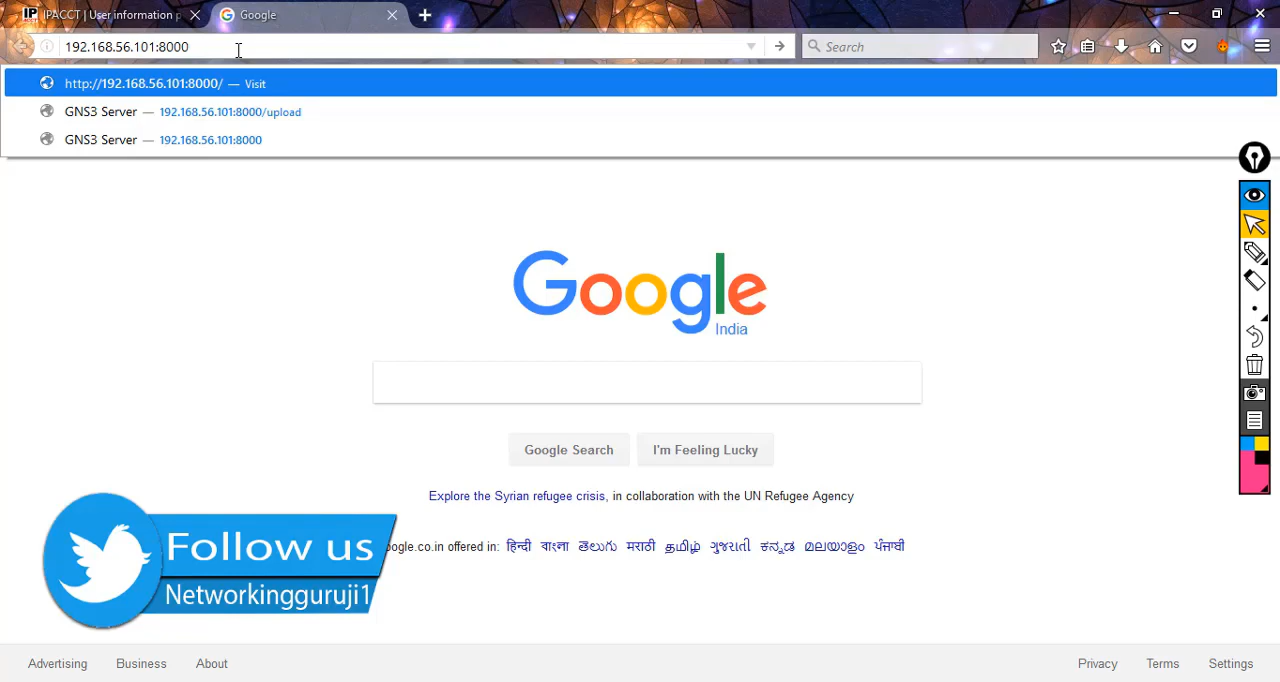 IPACCT | User information p
Google
192.168.56.101:8000
Search
http://192.168.56.101:8000/ — Visit
GNS3 Server — 192.168.56.101:8000/upload
GNS3 Server — 192.168.56.101:8000
Google
India
Google Search
I'm Feeling Lucky
Explore the Syrian refugee crisis, in collaboration with the UN Refugee Agency
oogle.co.in offered in: हिन्दी বাংলা తెలుగు मराठी தமிழ் ગુજરાતી ಕನ್ನಡ മലയാളം ਪੰਜਾਬੀ
Follow us
Networkingguruji1
Advertising
Business
About
Privacy
Terms
Settings